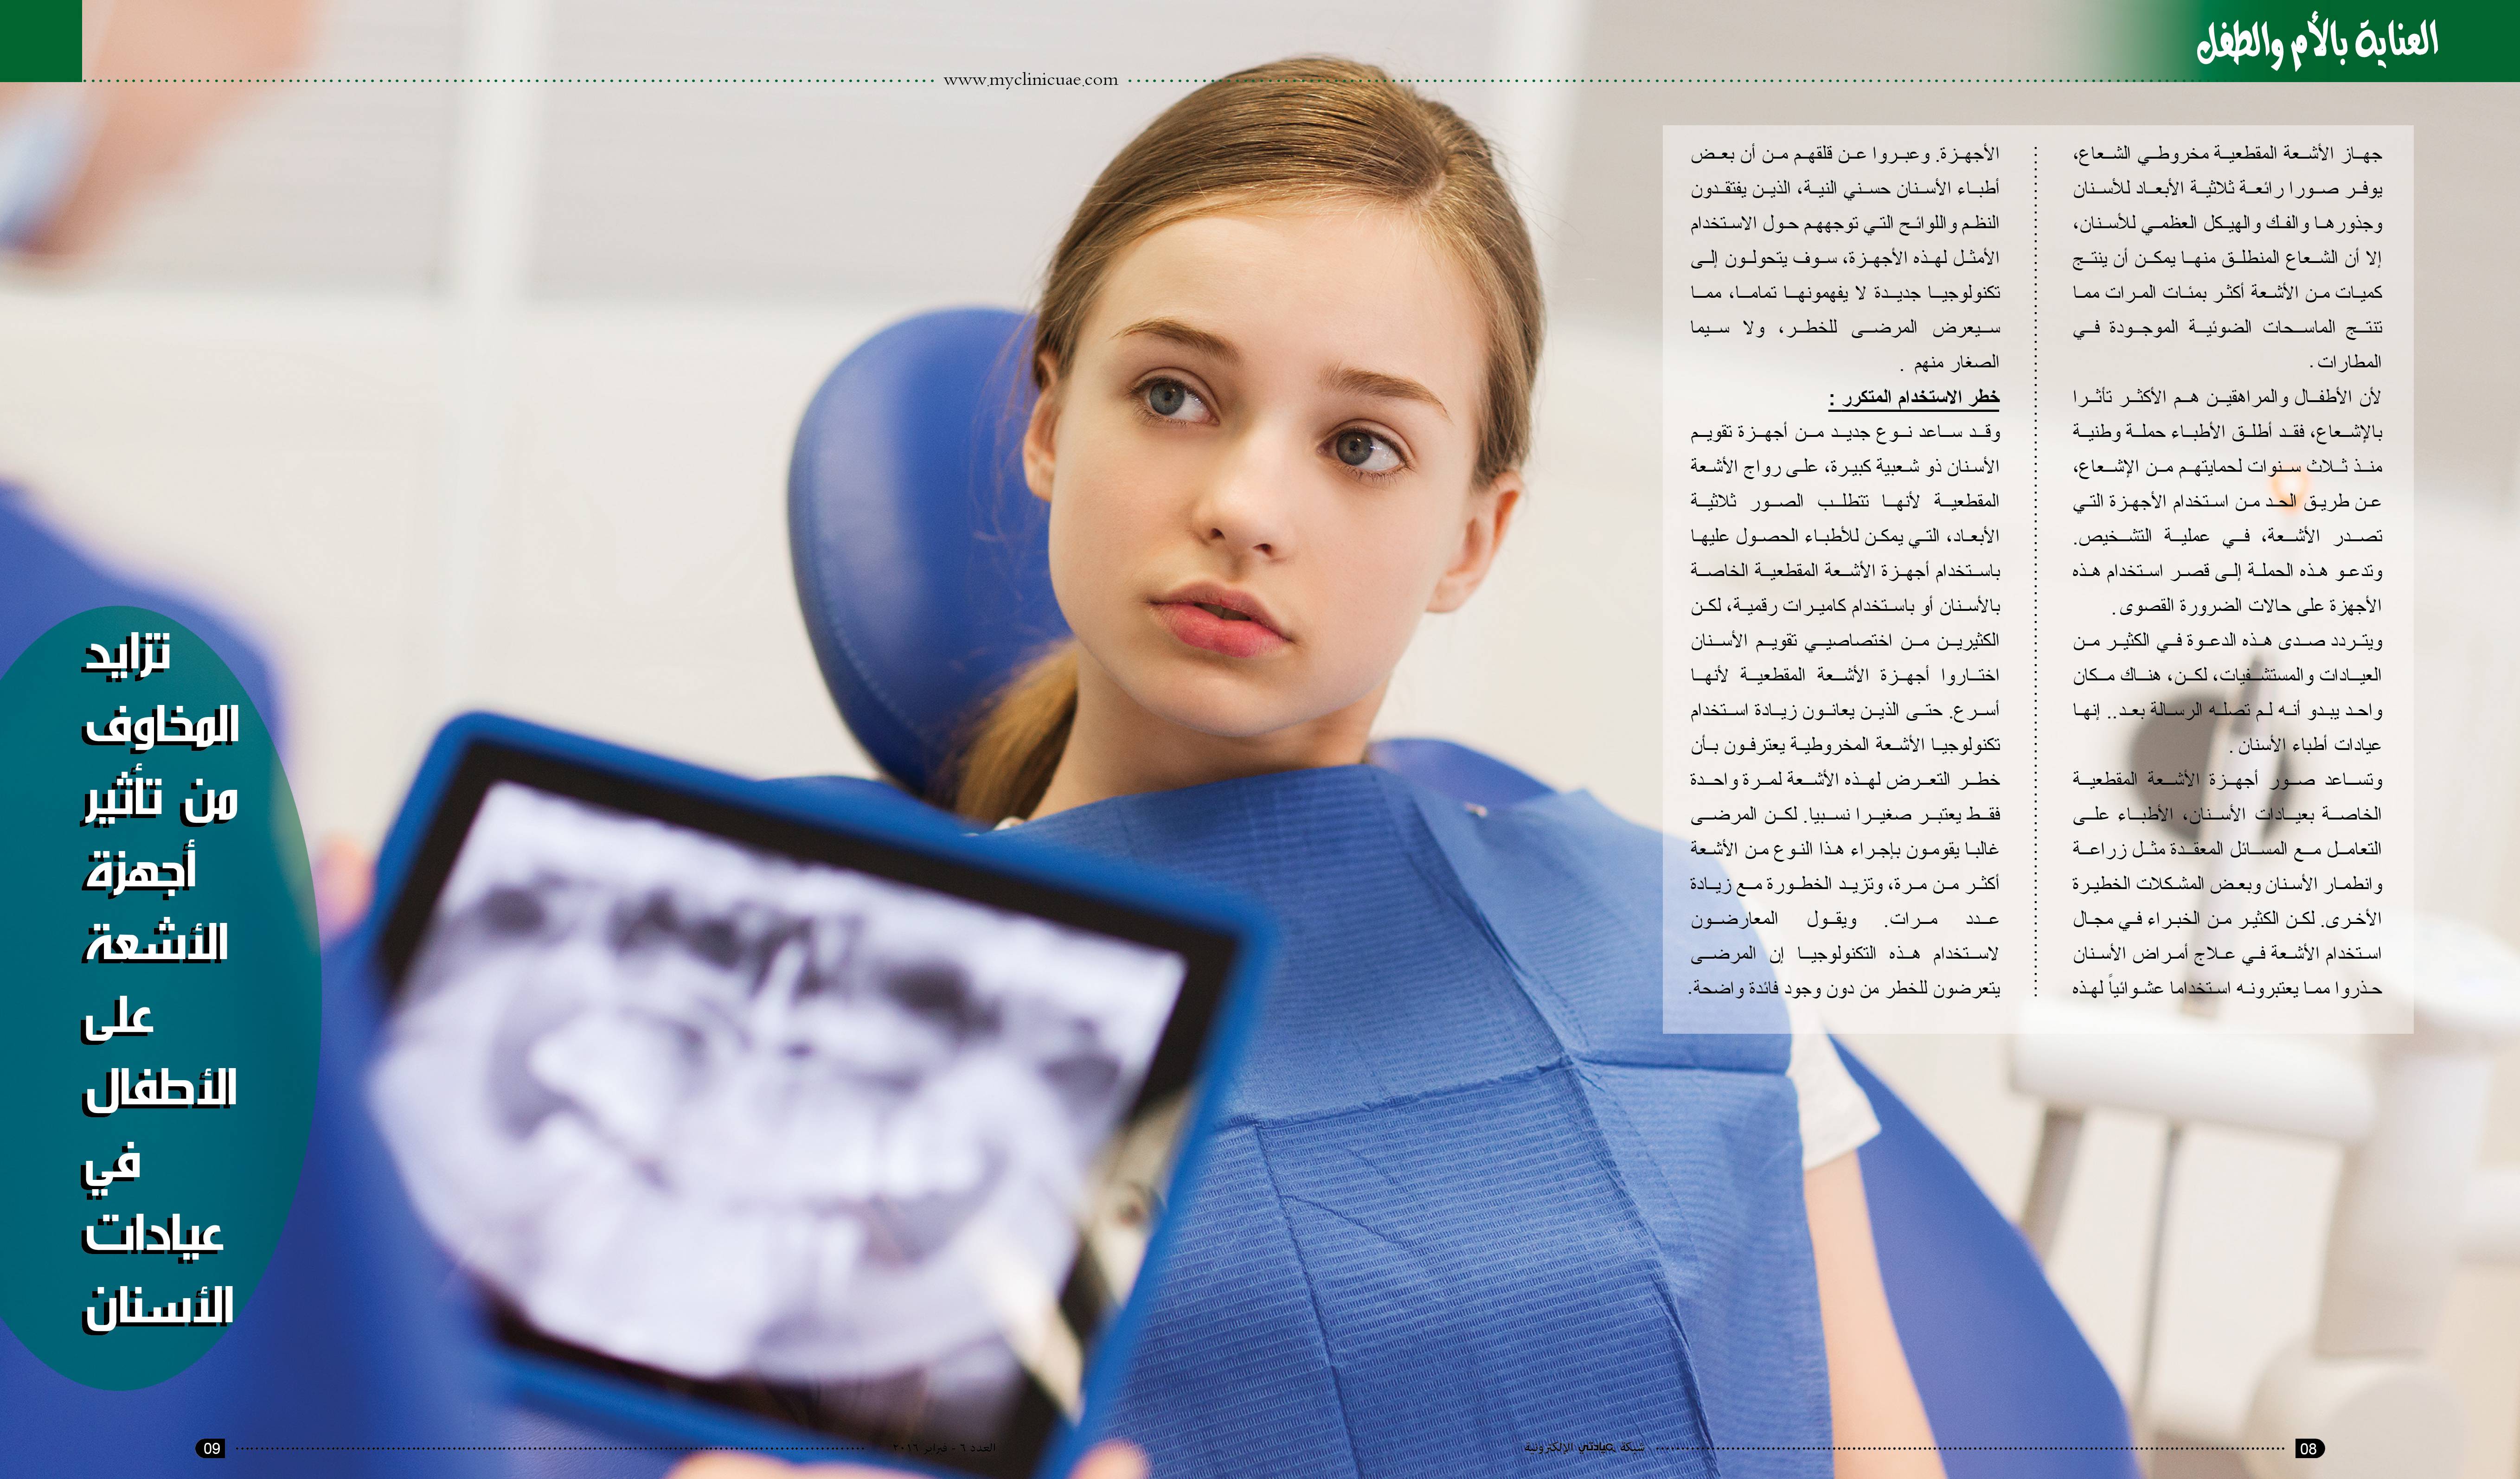 العناية بالأم والطفل
www.myclinicuae.com
جهاز الأشعة المقطعية مخروطي الشعاع،
يوفر صورا رائعة ثلاثية الأبعاد للأسنان
وجذورها والفك والهيكل العظمي للأسنان،
إلا أن الشعاع المنطلق منها يمكن أن ينتج
كميات من الأشعة أكثر بمئات المرات مما
تنتج الماسحات الضوئية الموجودة في
المطارات .
لأن الأطفال والمراهقين هم الأكثر تأثرا
بالإشعاع، فقد أطلق الأطباء حملة وطنية
منذ ثلاث سنوات لحمايتهم من الإشعاع،
عن طريق الحد من استخدام الأجهزة التي
تصدر الأشعة، في عملية التشخيص.
وتدعو هذه الحملة إلى قصر استخدام هذه
الأجهزة على حالات الضرورة القصوى .
ويتردد صدى هذه الدعوة في الكثير من
العيادات والمستشفيات، لكن، هناك مكان
واحد يبدو أنه لم تصله الرسالة بعد.. إنها
عيادات أطباء الأسنان .
وتساعد صور أجهزة الأشعة المقطعية
الخاصة بعيادات الأسنان، الأطباء على
التعامل مع المسائل المعقدة مثل زراعة
وانطمار الأسنان وبعض المشكلات الخطيرة
الأخرى. لكن الكثير من الخبراء في مجال
استخدام الأشعة في علاج أمراض الأسنان
حذروا مما يعتبرونه استخداما عشوائياً لهذه
الأجهزة. وعبروا عن قلقهم من أن بعض
أطباء الأسنان حسني النية، الذين يفتقدون
النظم واللوائح التي توجههم حول الاستخدام
الأمثل لهذه الأجهزة، سوف يتحولون إلى
تكنولوجيا جديدة لا يفهمونها تماما، مما
سيعرض المرضى للخطر، ولا سيما
الصغار منهم .
خطر الاستخدام المتكرر :
وقد ساعد نوع جديد من أجهزة تقويم
الأسنان ذو شعبية كبيرة، على رواج الأشعة
المقطعية لأنها تتطلب الصور ثلاثية
الأبعاد، التي يمكن للأطباء الحصول عليها
باستخدام أجهزة الأشعة المقطعية الخاصة
بالأسنان أو باستخدام كاميرات رقمية، لكن
الكثيرين من اختصاصيي تقويم الأسنان
اختاروا أجهزة الأشعة المقطعية لأنها
أسرع. حتى الذين يعانون زيادة استخدام
تكنولوجيا الأشعة المخروطية يعترفون بأن
خطر التعرض لهذه الأشعة لمرة واحدة
فقط يعتبر صغيرا نسبيا. لكن المرضى
غالبا يقومون بإجراء هذا النوع من الأشعة
أكثر من مرة، وتزيد الخطورة مع زيادة
عدد مرات. ويقول المعارضون
لاستخدام هذه التكنولوجيا إن المرضى
يتعرضون للخطر من دون وجود فائدة واضحة.
تزايد
المخاوف
من تأثير
أجهزة
الأشعة
على
الأطفال
في
عيادات
الأسنان
08
شبكة عيادتي الإلكترونية
العدد ٦ - فبراير ٢٠١٦
09